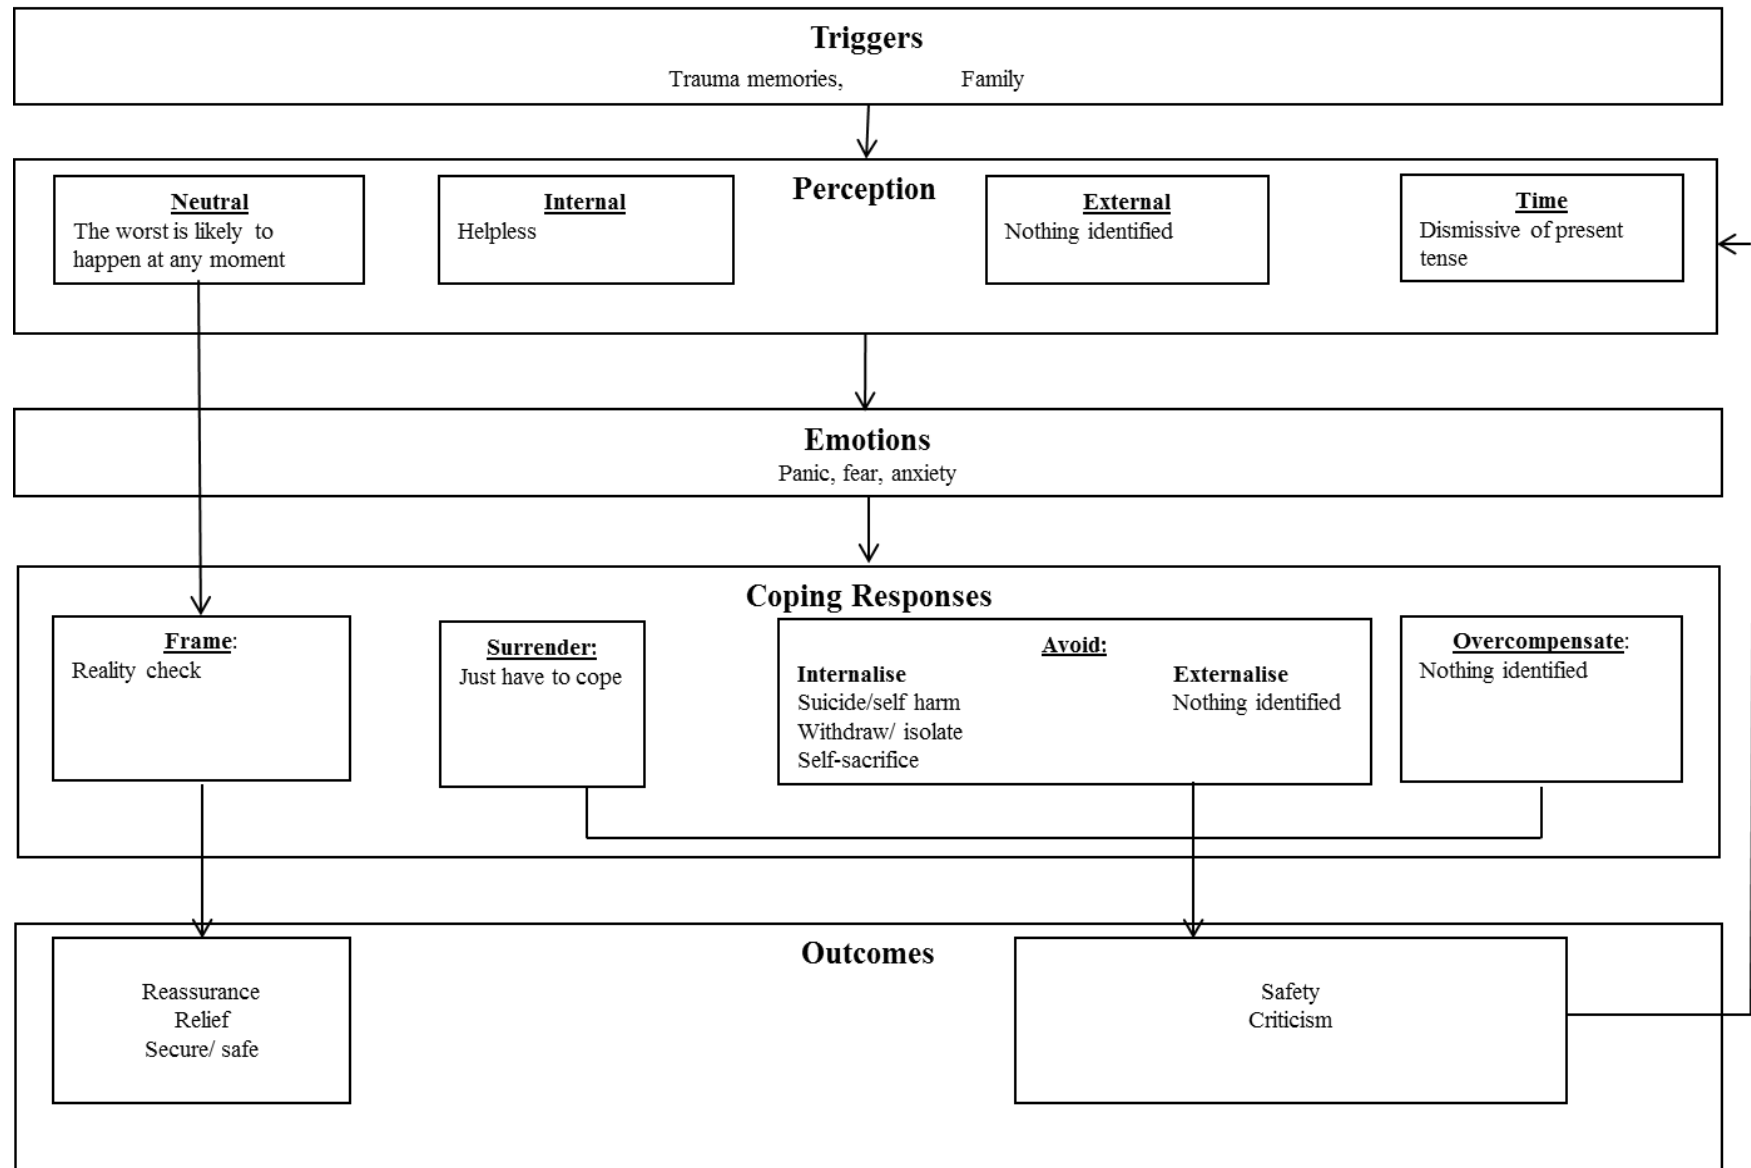 Triggers
Trauma memories, Family
Perception
Neutral
The worst is likely to
happen at any moment
Internal
Helpless
External
Nothing identified
Time
Dismissive of present
tense
Emotions
Panic, fear, anxiety
Coping Responses
Frame:
Reality check
Surrender:
Just have to cope
Avoid:
Internalise
Suicide/self harm
Withdraw/ isolate
Self-sacrifice
Externalise
Nothing identified
Overcompensate:
Nothing identified
Outcomes
Reassurance
Relief
Secure/ safe
Safety
Criticism